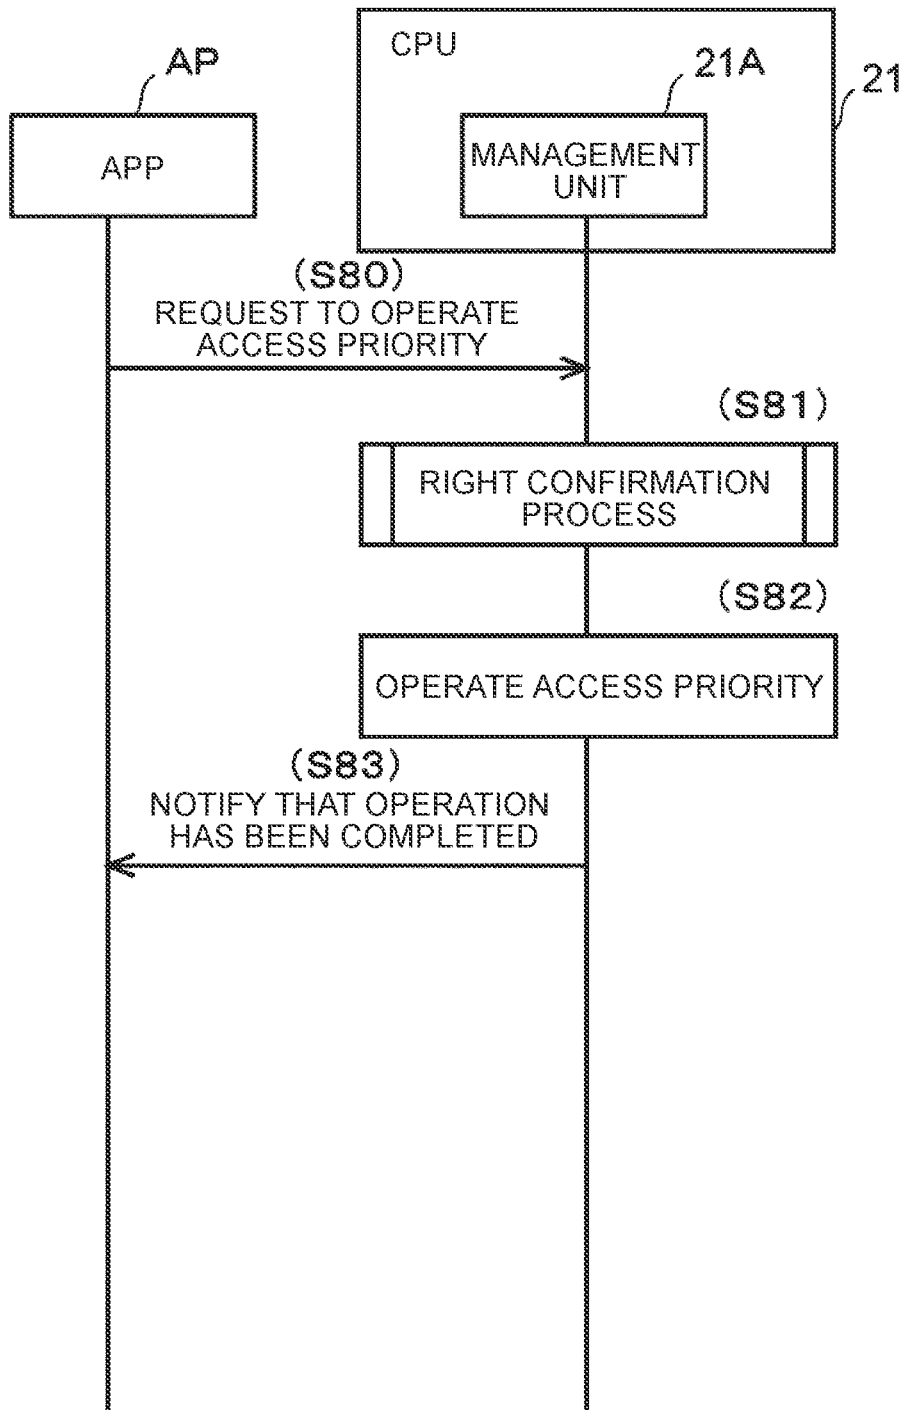 CPU
AP
21A
21
APP
MANAGEMENT
UNIT
(S80)
REQUEST TO OPERATE
ACCESS PRIORITY
(S81)
RIGHT CONFIRMATION
PROCESS
(S82)
OPERATE ACCESS PRIORITY
(S83)
NOTIFY THAT OPERATION
HAS BEEN COMPLETED